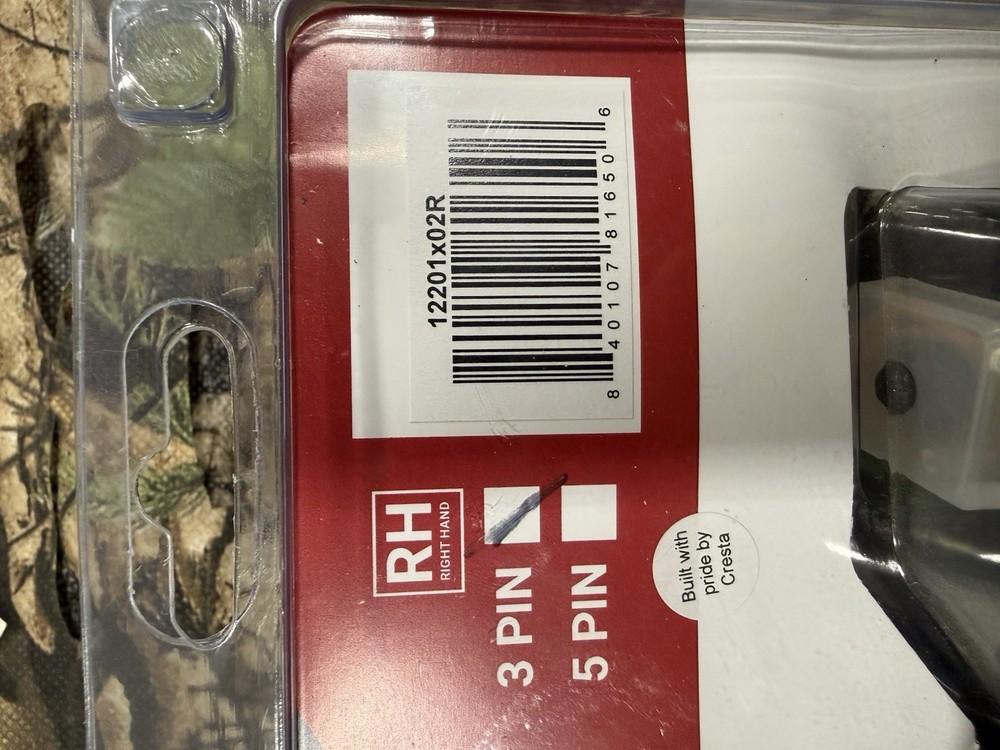 12201x02R
8 40107 81650 6
RH
RIGHT HAND
3 PIN
5 PIN
Built with
pride by
Cresta